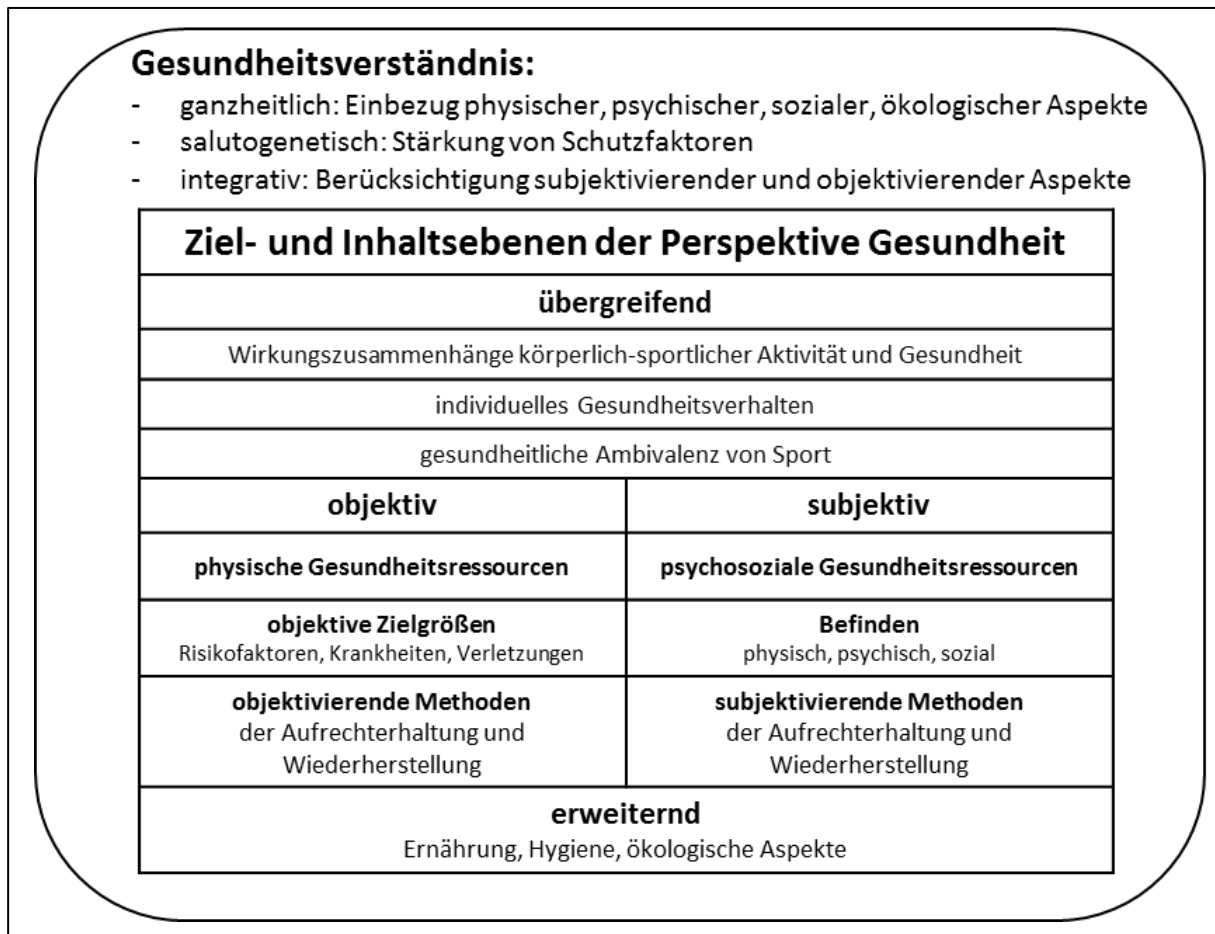 Gesundheitsverständnis:
- ganzheitlich: Einbezug physischer, psychischer, sozialer, ökologischer Aspekte
- salutogenetisch: Stärkung von Schutzfaktoren
- integrativ: Berücksichtigung subjektivierender und objektivierender Aspekte
Ziel- und Inhaltsebenen der Perspektive Gesundheit
übergreifend
Wirkungszusammenhänge körperlich-sportlicher Aktivität und Gesundheit
individuelles Gesundheitsverhalten
gesundheitliche Ambivalenz von Sport
objektiv
subjektiv
physische Gesundheitsressourcen
psychosoziale Gesundheitsressourcen
objektive Zielgrößen
Risikofaktoren, Krankheiten, Verletzungen
Befinden
physisch, psychisch, sozial
objektivierende Methoden
der Aufrechterhaltung und
Wiederherstellung
subjektivierende Methoden
der Aufrechterhaltung und
Wiederherstellung
erweiternd
Ernährung, Hygiene, ökologische Aspekte